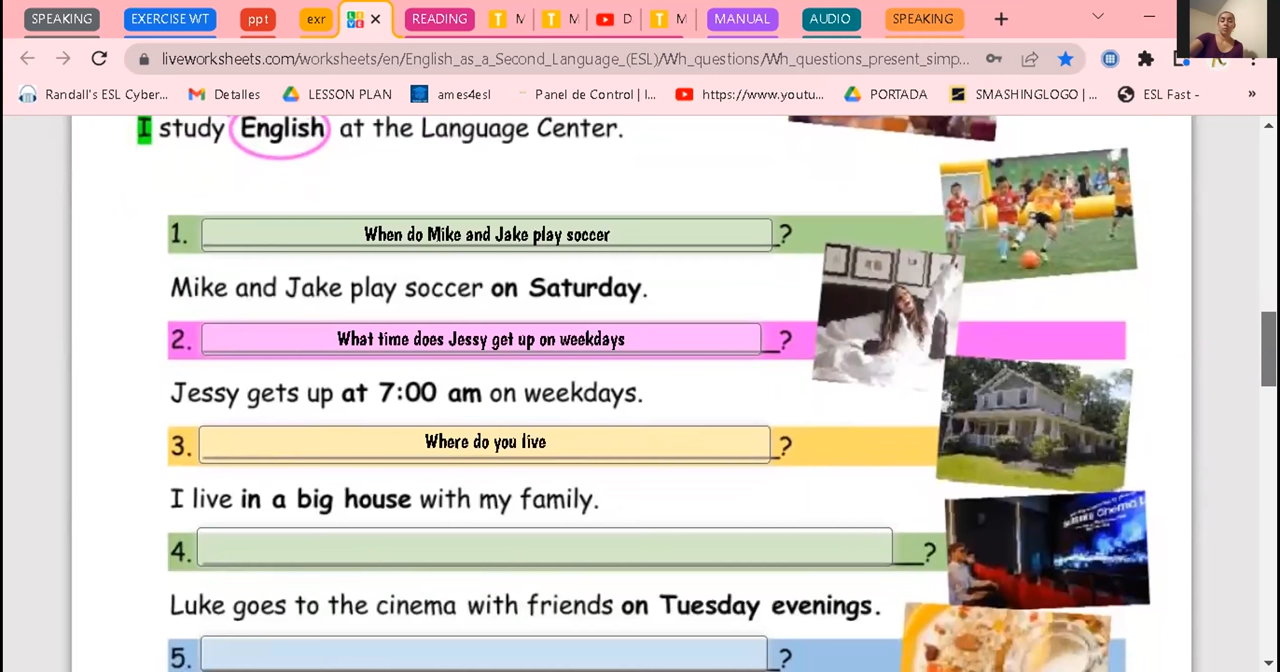 SPEAKING EXERCISE WT ppt exr READING M M D M MANUAL AUDIO SPEAKING
liveworksheets.com/worksheets/en/English_as_a_Second_Language_(ESL)/Wh_questions/Wh_questions_present_simp...
Randall's ESL Cyber... Detalles LESSON PLAN ames4esl Panel de Control | I... https://www.youtu... PORTADA SMASHINGLOGO | ... ESL Fast - »
I study English at the Language Center.
1. When do Mike and Jake play soccer_?
Mike and Jake play soccer on Saturday.
2. What time does Jessy get up on weekdays__?
Jessy gets up at 7:00 am on weekdays.
3. Where do you live_?
I live in a big house with my family.
4. __?
Luke goes to the cinema with friends on Tuesday evenings.
5. _?